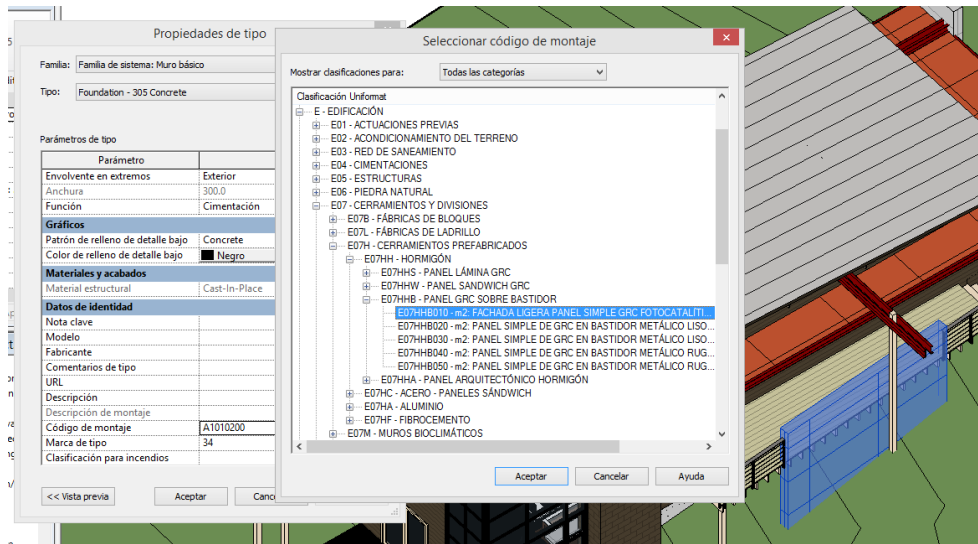 Propiedades de tipo
Familia: Familia de sistema: Muro básico
Tipo: Foundation - 305 Concrete
Parámetros de tipo
Parámetro
Envolvente en extremos Exterior
Anchura 300.0
Función Cimentación
Gráficos
Patrón de relleno de detalle bajo Concrete
Color de relleno de detalle bajo Negro
Materiales y acabados
Material estructural Cast-In-Place
Datos de identidad
Nota clave
Modelo
Fabricante
Comentarios de tipo
URL
Descripción
Descripción de montaje
Código de montaje A1010200
Marca de tipo 34
Clasificación para incendios
<< Vista previa Aceptar Canc
Seleccionar código de montaje
Mostrar clasificaciones para: Todas las categorías
Clasificación Uniformat
E - EDIFICACIÓN
E01 - ACTUACIONES PREVIAS
E02 - ACONDICIONAMIENTO DEL TERRENO
E03 - RED DE SANEAMIENTO
E04 - CIMENTACIONES
E05 - ESTRUCTURAS
E06 - PIEDRA NATURAL
E07 - CERRAMIENTOS Y DIVISIONES
E07B - FÁBRICAS DE BLOQUES
E07L - FÁBRICAS DE LADRILLO
E07H - CERRAMIENTOS PREFABRICADOS
E07HH - HORMIGÓN
E07HHS - PANEL LÁMINA GRC
E07HHW - PANEL SANDWICH GRC
E07HHB - PANEL GRC SOBRE BASTIDOR
E07HHB010 - m2: FACHADA LIGERA PANEL SIMPLE GRC FOTOCATALÍTI...
E07HHB020 - m2: PANEL SIMPLE DE GRC EN BASTIDOR METÁLICO LISO...
E07HHB030 - m2: PANEL SIMPLE DE GRC EN BASTIDOR METÁLICO LISO...
E07HHB040 - m2: PANEL SIMPLE DE GRC EN BASTIDOR METÁLICO RUG...
E07HHB050 - m2: PANEL SIMPLE DE GRC EN BASTIDOR METÁLICO RUG...
E07HHA - PANEL ARQUITECTÓNICO HORMIGÓN
E07HC - ACERO - PANELES SÁNDWICH
E07HA - ALUMINIO
E07HF - FIBROCEMENTO
E07M - MUROS BIOCLIMÁTICOS
Aceptar Cancelar Ayuda